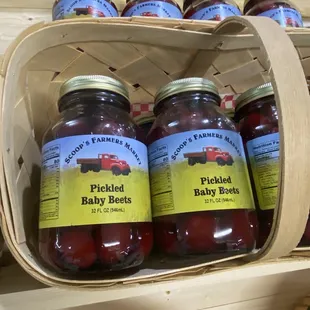 SCOOP'S FARMERS MARKET
Pickled
Baby Beets
32 FL OZ (946mL)
SCOOP'S FARMERS MARKET
Pickled
Baby Beets
32 FL OZ (946mL)